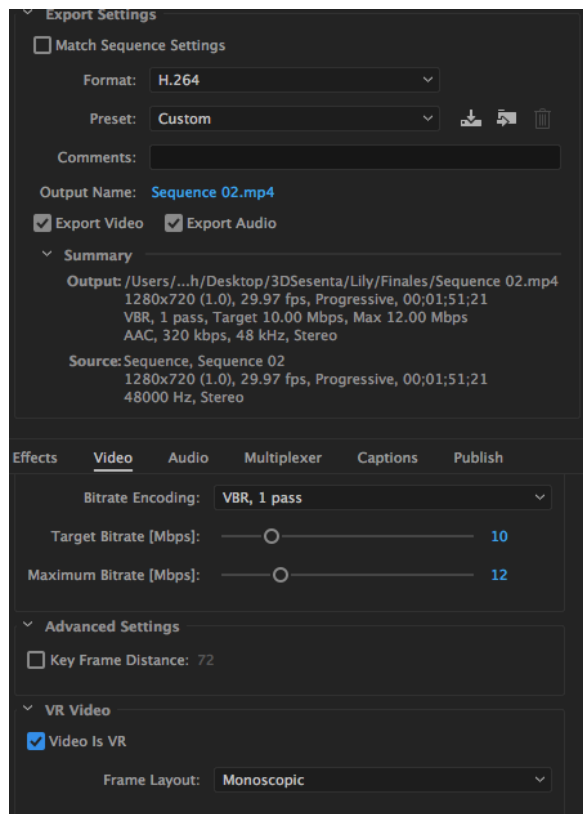 Export Settings
Match Sequence Settings
Format: H.264
Preset: Custom
Comments:
Output Name: Sequence 02.mp4
Export Video Export Audio
Summary
Output: /Users/...h/Desktop/3DSesenta/Lily/Finales/Sequence 02.mp4
1280x720 (1.0), 29.97 fps, Progressive, 00;01;51;21
VBR, 1 pass, Target 10.00 Mbps, Max 12.00 Mbps
AAC, 320 kbps, 48 kHz, Stereo
Source: Sequence, Sequence 02
1280x720 (1.0), 29.97 fps, Progressive, 00;01;51;21
48000 Hz, Stereo
Effects Video Audio Multiplexer Captions Publish
Bitrate Encoding: VBR, 1 pass
Target Bitrate [Mbps]: 10
Maximum Bitrate [Mbps]: 12
Advanced Settings
Key Frame Distance: 72
VR Video
Video Is VR
Frame Layout: Monoscopic